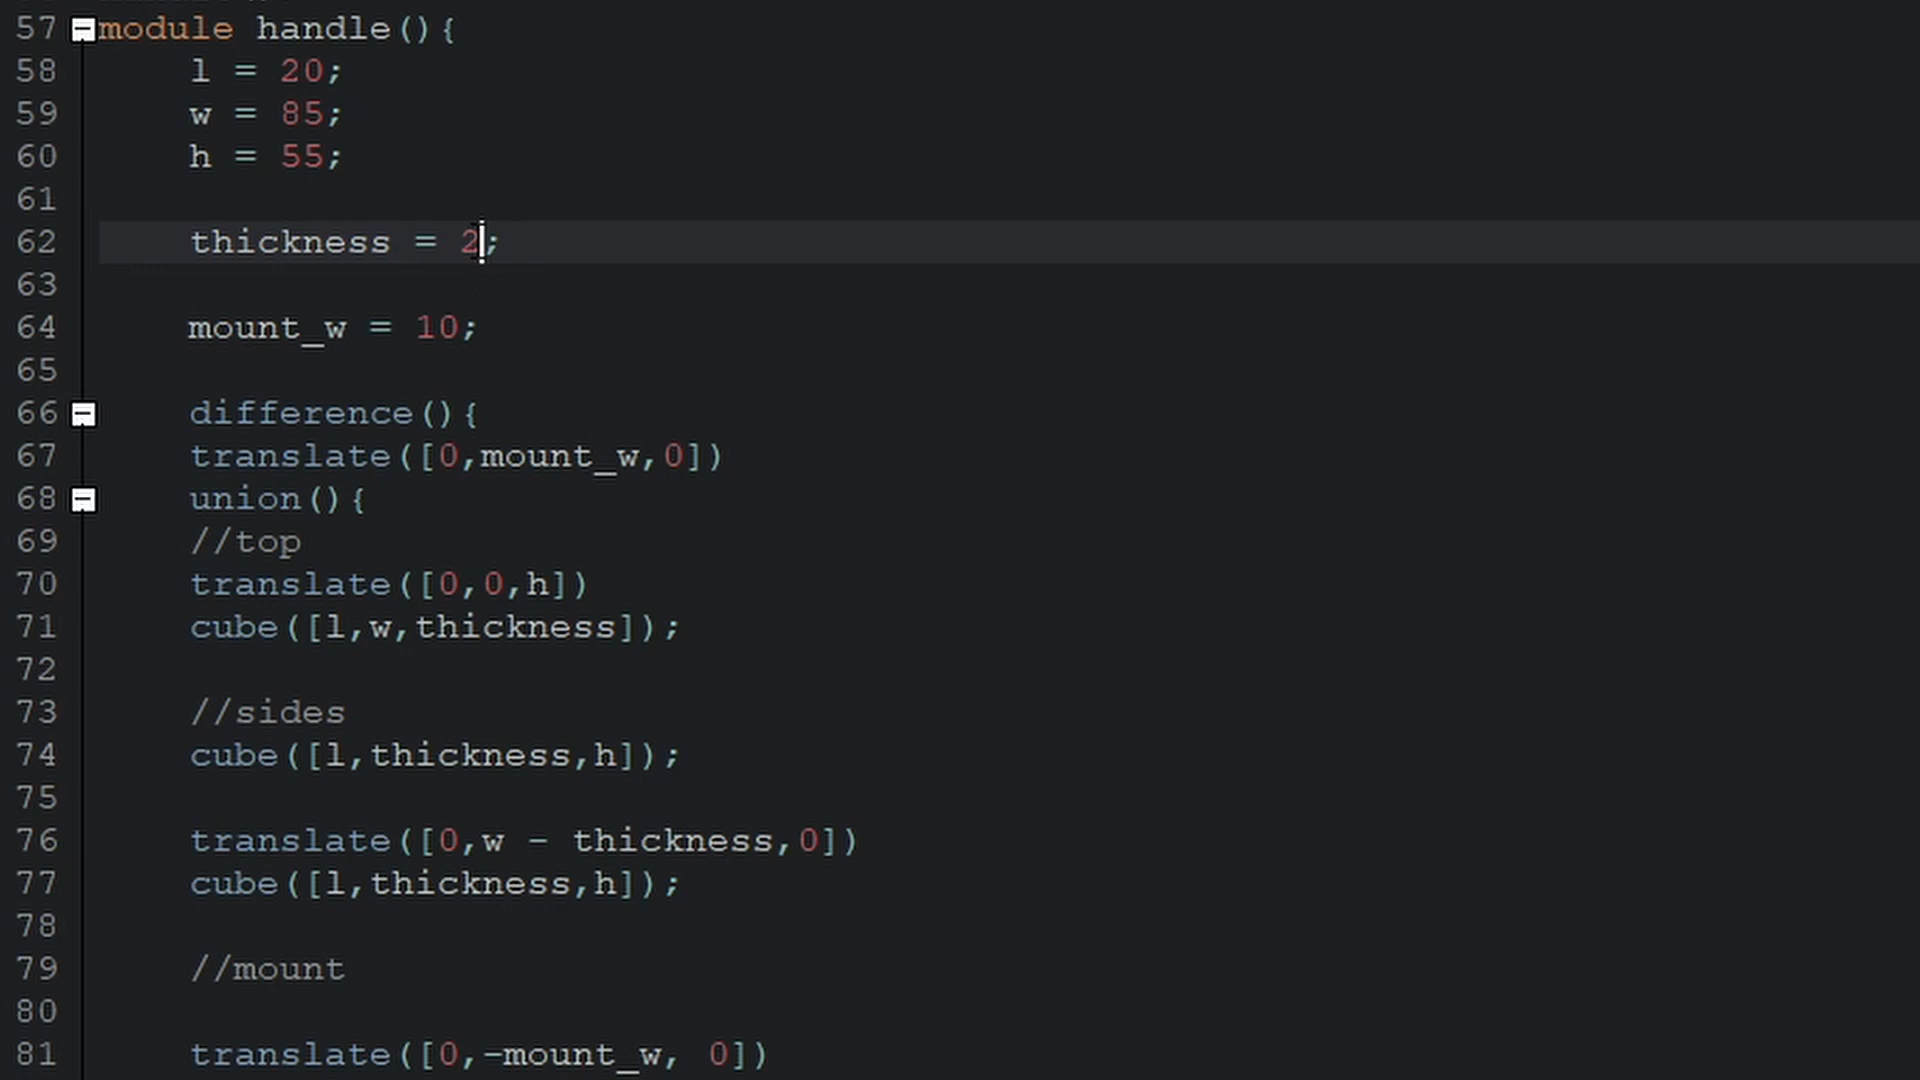 57 module handle(){
58 l = 20;
59 w = 85;
60 h = 55;
61
62 thickness = 2;
63
64 mount_w = 10;
65
66 difference(){
67 translate([0,mount_w,0])
68 union(){
69 //top
70 translate([0,0,h])
71 cube([l,w,thickness]);
72
73 //sides
74 cube([l,thickness,h]);
75
76 translate([0,w - thickness,0])
77 cube([l,thickness,h]);
78
79 //mount
80
81 translate([0,-mount_w, 0])